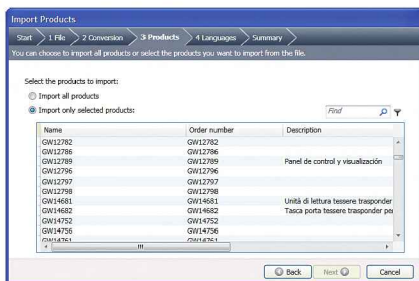 Import Products
Start 1 File 2 Conversion 3 Products 4 Languages Summary
You can choose to import all products or select the products you want to import from the file.
Select the products to import:
Import all products
Import only selected products:
Find
Name Order number Description
GW12782 GW12782
GW12786 GW12786
GW12789 GW12789 Panel de control y visualización
GW12796 GW12796
GW12797 GW12797
GW12798 GW12798
GW14681 GW14681 Unità di lettura tessere trasponder
GW14682 GW14682 Tasca porta tessere trasponder per
GW14752 GW14752
GW14756 GW14756
GW14761 GW14761
Back Next Cancel